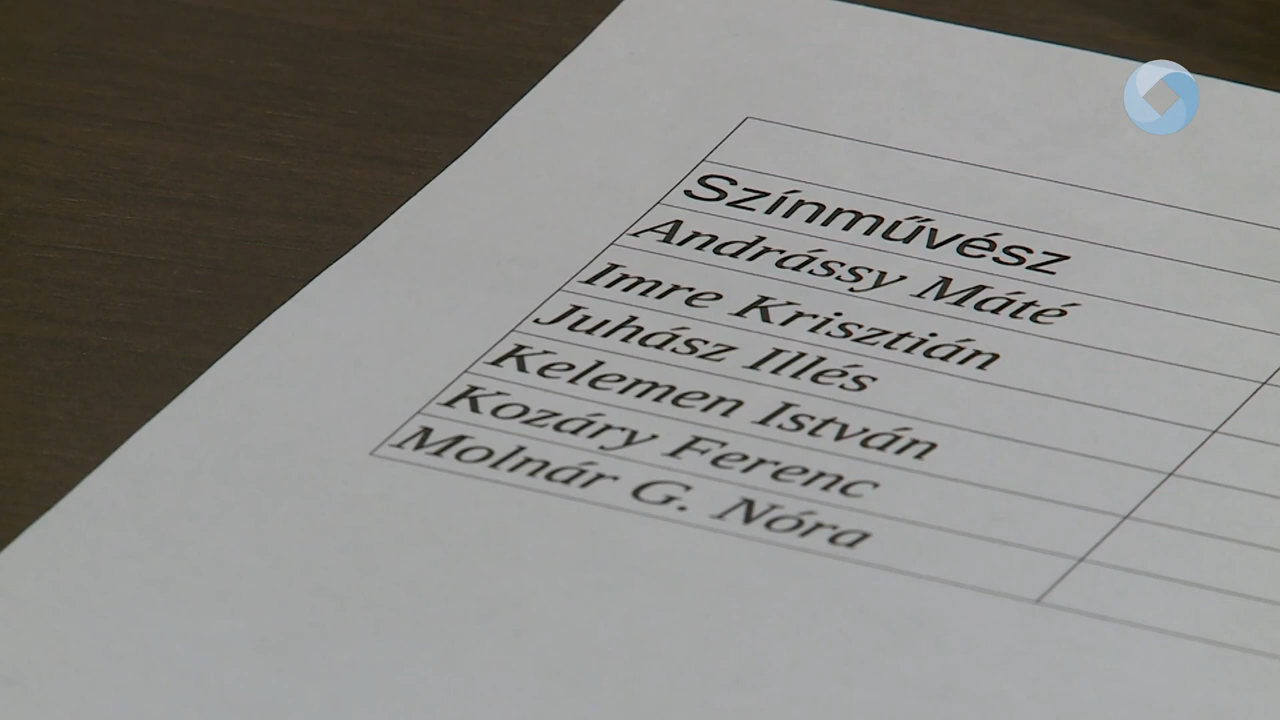 Színművész
Andrássy Máté
Imre Krisztián
Juhász Illés
Kelemen István
Kozáry Ferenc
Molnár G. Nóra